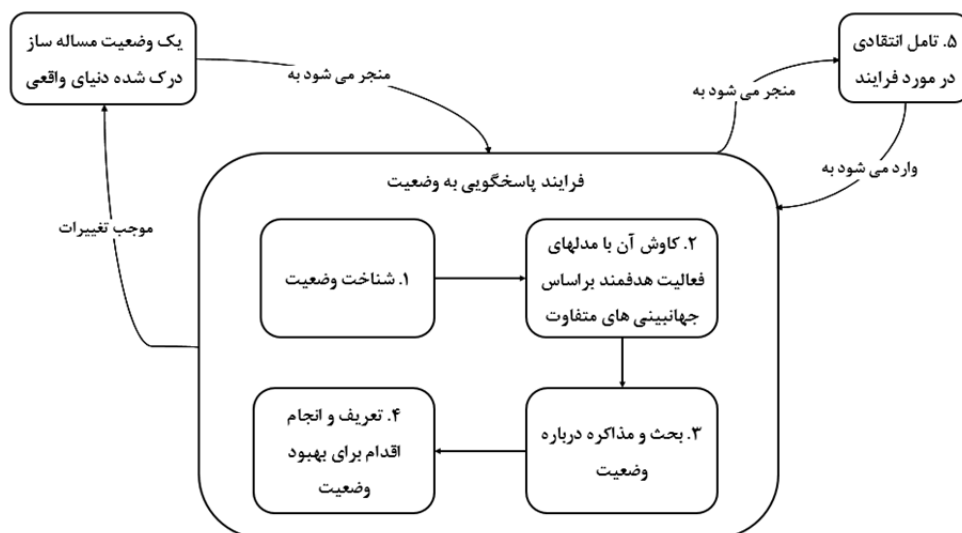 یک وضعیت مساله ساز
درک شده دنیای واقعی
منجر می شود به
۵. تامل انتقادی
در مورد فرایند
منجر می شود به
وارد می شود به
موجب تغییرات
فرایند پاسخگویی به وضعیت
۱. شناخت وضعیت
۲. کاوش آن با مدلهای
فعالیت هدفمند براساس
جهانبینی های متفاوت
۳. بحث و مذاکره درباره
وضعیت
۴. تعریف و انجام
اقدام برای بهبود
وضعیت